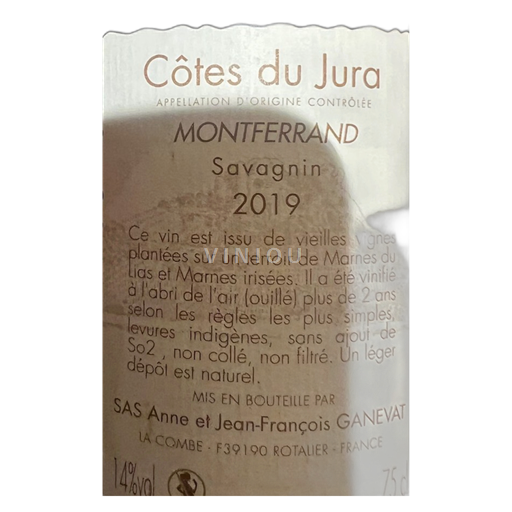 Côtes du Jura
APPELLATION D'ORIGINE CONTRÔLÉE
MONTFERRAND
Savagnin
2019
Ce vin est issu de vieilles vignes
plantées sur un terroir de Marnes du
Lias et Marnes irisées. Il a été vinifié
à l'abri de l'air (ouillé) plus de 2 ans
selon les règles les plus simples,
levures indigènes, sans ajout de
So2 , non collé, non filtré. Un léger
dépôt est naturel.
MIS EN BOUTEILLE PAR
SAS Anne et Jean-François GANEVAT
LA COMBE - F39190 ROTALIER - FRANCE
14%vol
75 cl
VINIOU